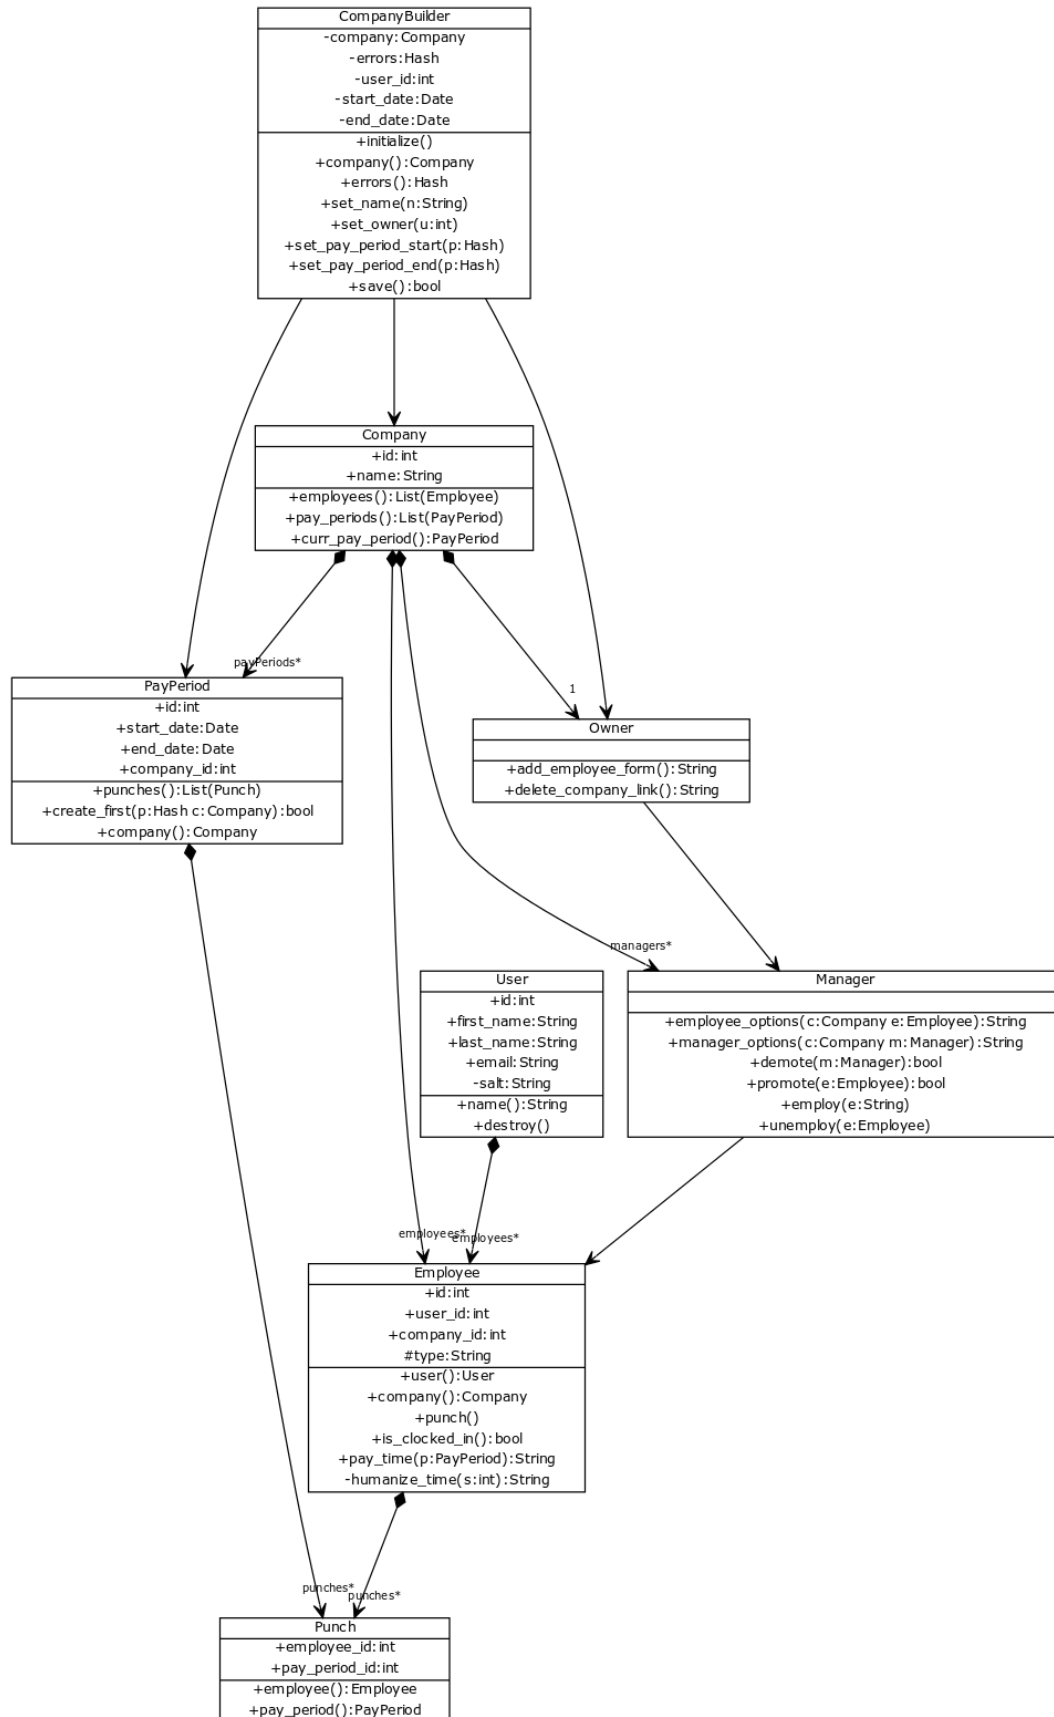 CompanyBuilder
-company:Company
-errors:Hash
-user_id:int
-start_date:Date
-end_date:Date
+initialize()
+company():Company
+errors():Hash
+set_name(n:String)
+set_owner(u:int)
+set_pay_period_start(p:Hash)
+set_pay_period_end(p:Hash)
+save():bool
Company
+id:int
+name:String
+employees():List(Employee)
+pay_periods():List(PayPeriod)
+curr_pay_period():PayPeriod
payPeriods*
1
PayPeriod
+id:int
+start_date:Date
+end_date:Date
+company_id:int
+punches():List(Punch)
+create_first(p:Hash c:Company):bool
+company():Company
Owner
+add_employee_form():String
+delete_company_link():String
managers*
User
+id:int
+first_name:String
+last_name:String
+email:String
-salt:String
+name():String
+destroy()
Manager
+employee_options(c:Company e:Employee):String
+manager_options(c:Company m:Manager):String
+demote(m:Manager):bool
+promote(e:Employee):bool
+employ(e:String)
+unemploy(e:Employee)
employees*
employees*
Employee
+id:int
+user_id:int
+company_id:int
#type:String
+user():User
+company():Company
+punch()
+is_clocked_in():bool
+pay_time(p:PayPeriod):String
-humanize_time(s:int):String
punches*
punches*
Punch
+employee_id:int
+pay_period_id:int
+employee():Employee
+pay_period():PayPeriod